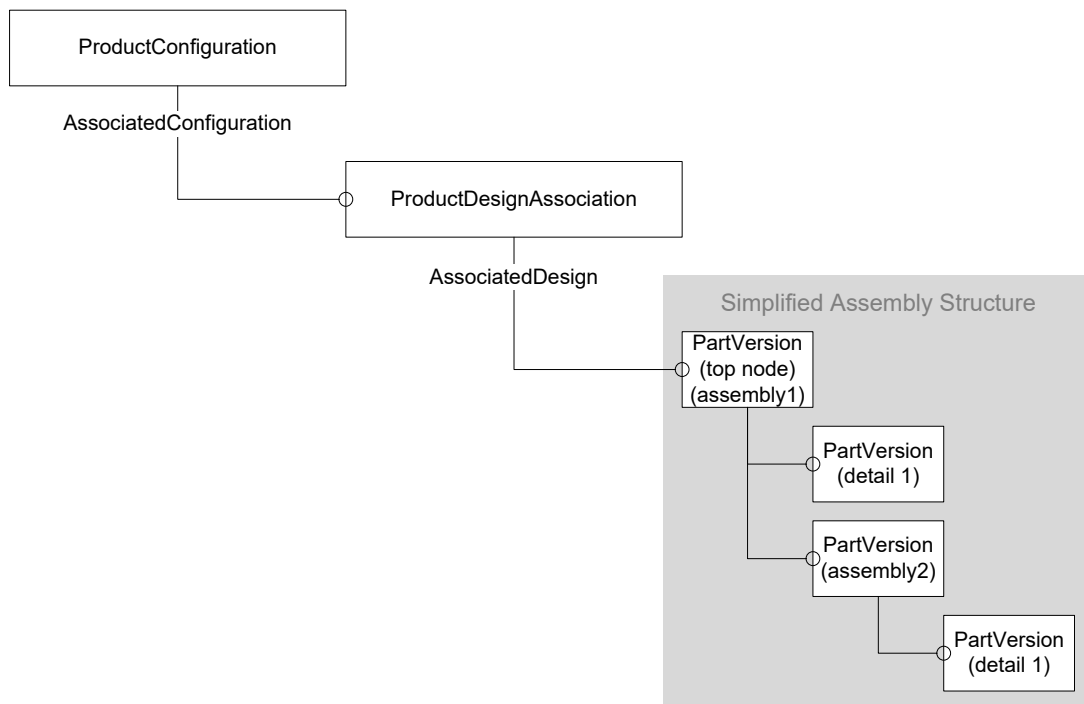 ProductConfiguration
AssociatedConfiguration
ProductDesignAssociation
AssociatedDesign
Simplified Assembly Structure
PartVersion
(top node)
(assembly1)
PartVersion
(detail 1)
PartVersion
(assembly2)
PartVersion
(detail 1)